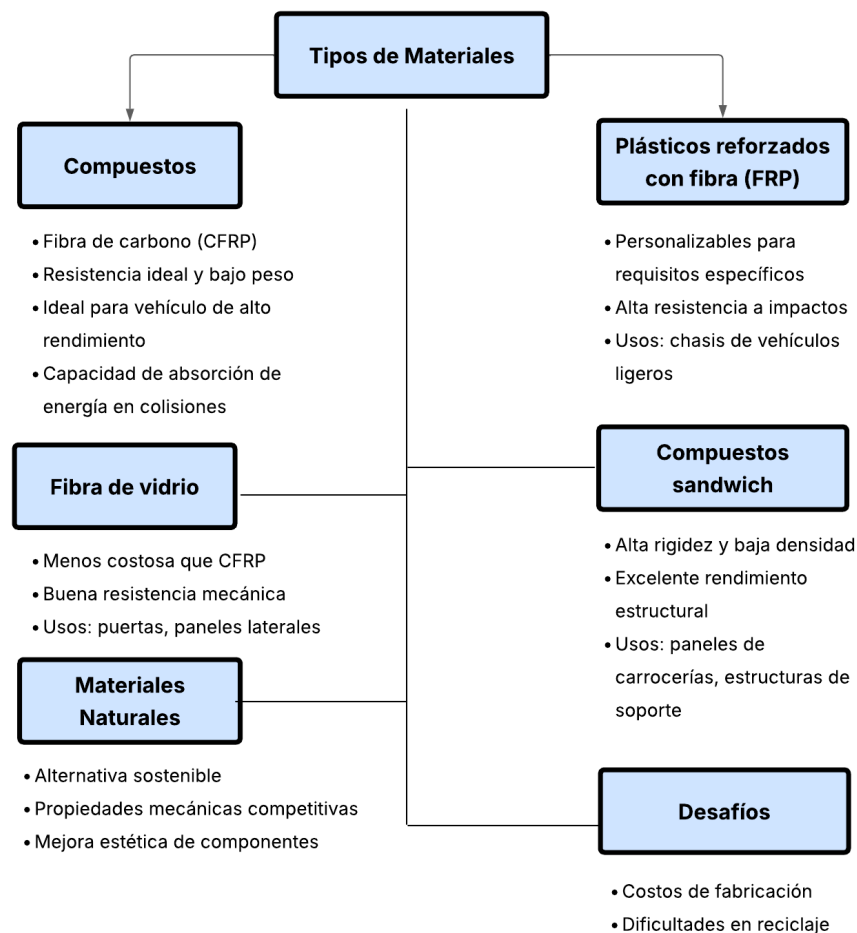 Tipos de Materiales
Compuestos
• Fibra de carbono (CFRP)
• Resistencia ideal y bajo peso
• Ideal para vehículo de alto
rendimiento
• Capacidad de absorción de
energía en colisiones
Fibra de vidrio
• Menos costosa que CFRP
• Buena resistencia mecánica
• Usos: puertas, paneles laterales
Materiales
Naturales
• Alternativa sostenible
• Propiedades mecánicas competitivas
• Mejora estética de componentes
Plásticos reforzados
con fibra (FRP)
• Personalizables para
requisitos específicos
• Alta resistencia a impactos
• Usos: chasis de vehículos
ligeros
Compuestos
sandwich
• Alta rigidez y baja densidad
• Excelente rendimiento
estructural
• Usos: paneles de
carrocerías, estructuras de
soporte
Desafíos
• Costos de fabricación
• Dificultades en reciclaje